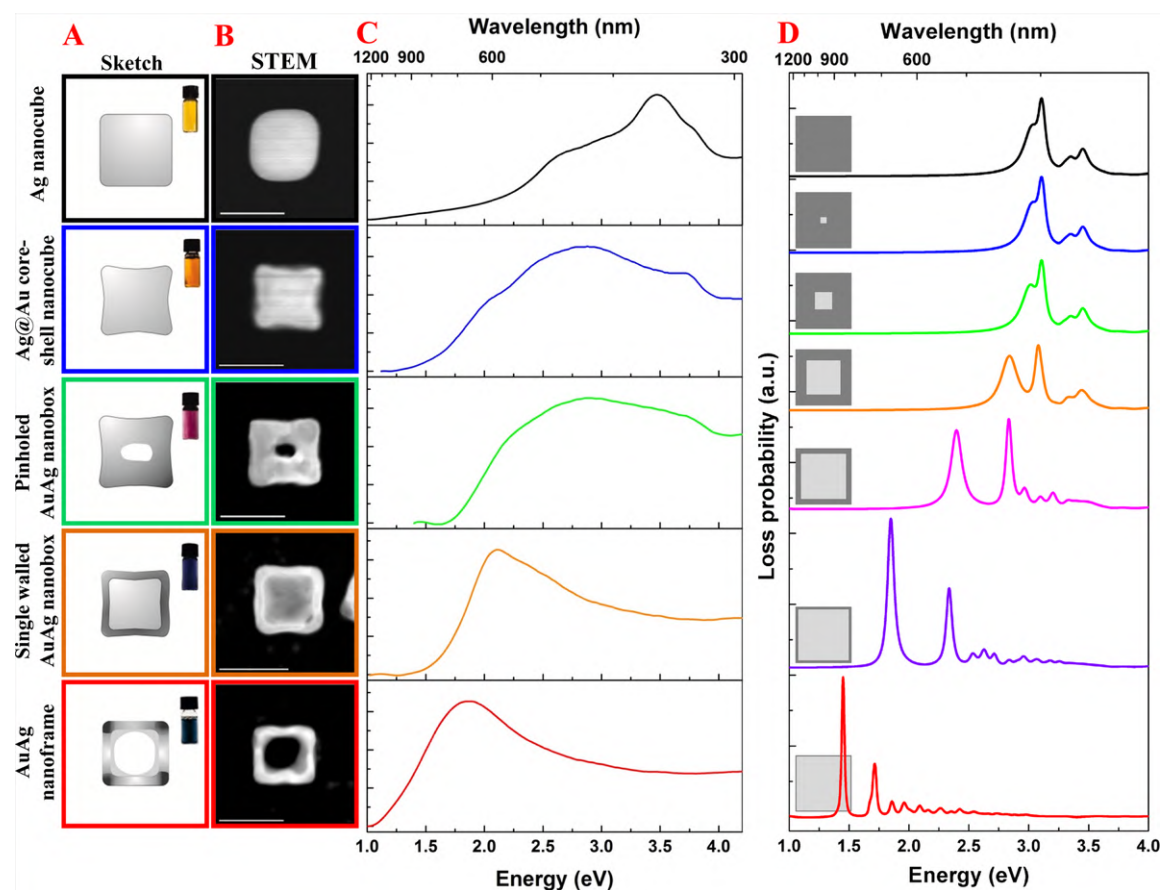 A
Sketch
B
STEM
C
Wavelength (nm)
1200 900 600 300
D
Wavelength (nm)
1200 900 600
Ag nanocube
Ag@Au core-
shell nanocube
Pinholed
AuAg nanobox
Single walled
AuAg nanobox
AuAg
nanoframe
Loss probability (a.u.)
1.0 1.5 2.0 2.5 3.0 3.5 4.0
Energy (eV)
1.0 1.5 2.0 2.5 3.0 3.5 4.0
Energy (eV)